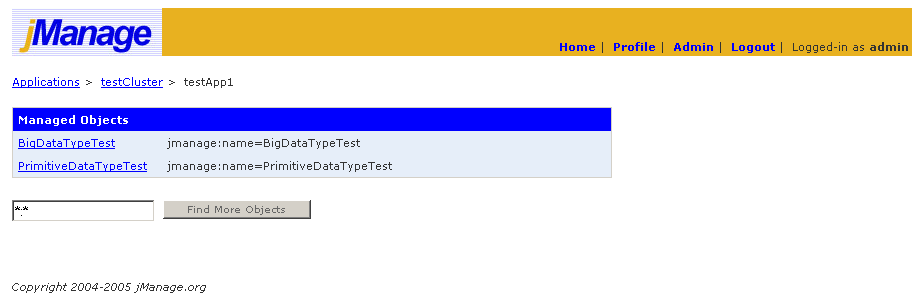 jManage
Home | Profile | Admin | Logout | Logged-in as admin
Applications > testCluster > testApp1
Managed Objects
BigDataTypeTest jmanage:name=BigDataTypeTest
PrimitiveDataTypeTest jmanage:name=PrimitiveDataTypeTest
*:* Find More Objects
Copyright 2004-2005 jManage.org